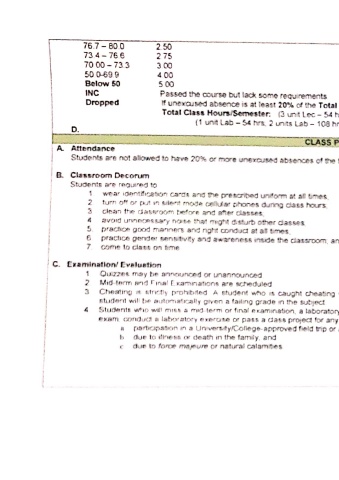 76.7 – 80.0 2.50
73.4 – 76.6 2.75
70.00 – 73.3 3.00
50.0-69.9 4.00
Below 50 5.00
INC Passed the course but lack some requirements
Dropped If unexcused absence is at least 20% of the Total
Total Class Hours/Semester: (3 unit Lec – 54 h
(1 unit Lab – 54 hrs, 2 units Lab – 108 hr
D.
CLASS P
A. Attendance
Students are not allowed to have 20% or more unexcused absences of the
B. Classroom Decorum
Students are required to
1 wear identification cards and the prescribed uniform at all times,
2 turn off or put in silent mode cellular phones during class hours,
3 clean the classroom before and after classes,
4 avoid unnecessary noise that might disturb other classes,
5 practice good manners and right conduct at all times,
6 practice gender sensitivity and awareness inside the classroom, an
7 come to class on time
C. Examination/ Evaluation
1 Quizzes may be announced or unannounced
2 Mid-term and Final Examinations are scheduled
3 Cheating is strictly prohibited. A student who is caught cheating
student will be automatically given a failing grade in the subject
4 Students who will miss a mid-term or final examination, a laboratory
exam, conduct a laboratory exercise or pass a class project for any
a participation in a University/College-approved field trip or
b due to illness or death in the family, and
c due to force majeure or natural calamities.